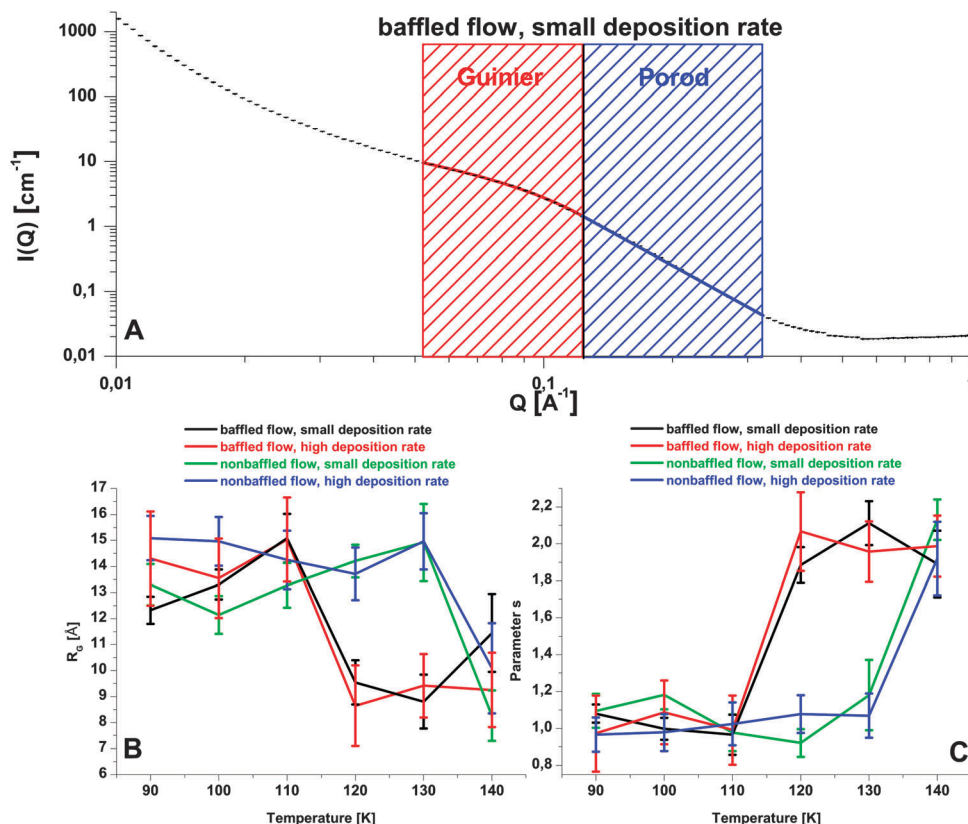 baffled flow, small deposition rate
Guinier
Porod
1000
100
10
1
0,1
0,01
I(Q) [cm-1]
A
0,01
0,1
1
Q [A-1]
baffled flow, small deposition rate
baffled flow, high deposition rate
nonbaffled flow, small deposition rate
nonbaffled flow, high deposition rate
17
16
15
14
13
12
11
10
9
8
7
6
RG [Å]
B
90 100 110 120 130 140
Temperature [K]
baffled flow, small deposition rate
baffled flow, high deposition rate
nonbaffled flow, small deposition rate
nonbaffled flow, high deposition rate
2,2
2,0
1,8
1,6
1,4
1,2
1,0
0,8
Parameter s
C
90 100 110 120 130 140
Temperature [K]